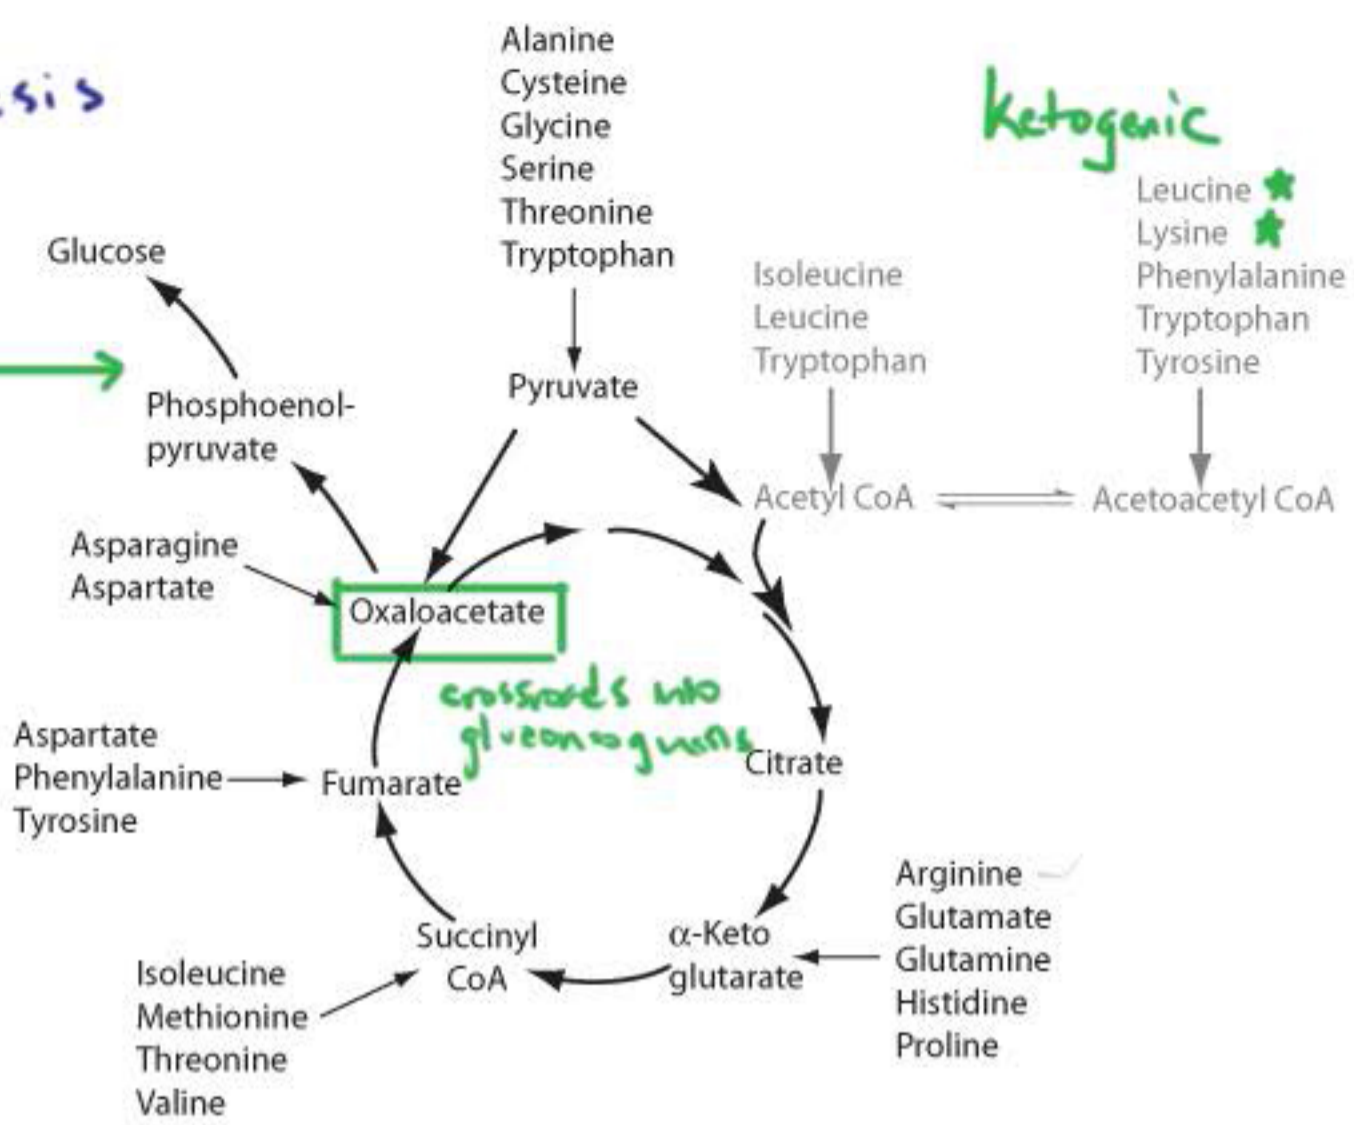 Alanine
Cysteine
Glycine
Serine
Threonine
Tryptophan
ketogenic
Leucine
Lysine
Phenylalanine
Tryptophan
Tyrosine
Isoleucine
Leucine
Tryptophan
Glucose
Phosphoenol-
pyruvate
Pyruvate
Acetyl CoA
Acetoacetyl CoA
Asparagine
Aspartate
Oxaloacetate
crossroads into
Aspartate
Phenylalanine
Tyrosine
Fumarate
Citrate
Succinyl
CoA
α-Keto
glutarate
Arginine
Glutamate
Glutamine
Histidine
Proline
Isoleucine
Methionine
Threonine
Valine